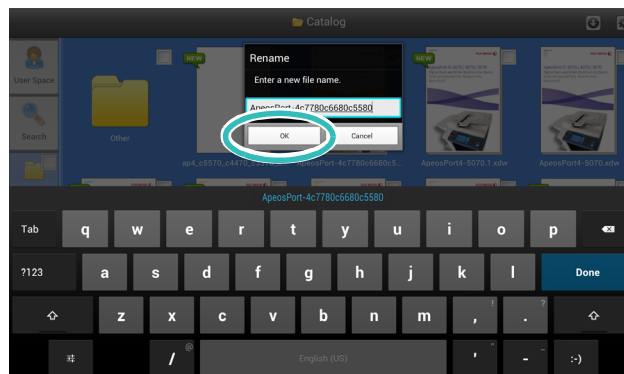 Catalog
User Space
Search
Other
NEW
NEW
Rename
Enter a new file name.
ApeosPort-4c7780c6680c5580
OK
Cancel
ApeosPort-4c7780c6680c5...
ApeosPort4-5070.1.xdw
ApeosPort4-5070.xdw
ApeosPort-4c7780c6680c5580
Tab q w e r t y u i o p
?123 a s d f g h j k l Done
z x c v b n m , ! . ?
/ @ English (US) ' " - _ :-)